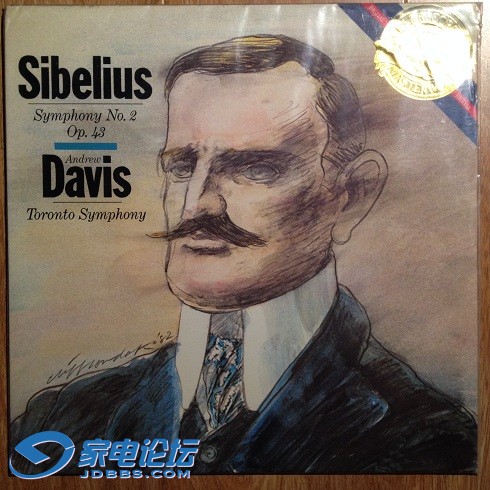 Sibelius
Symphony No. 2
Op. 43
Andrew
Davis
Toronto Symphony
家电论坛
JDBBS.COM